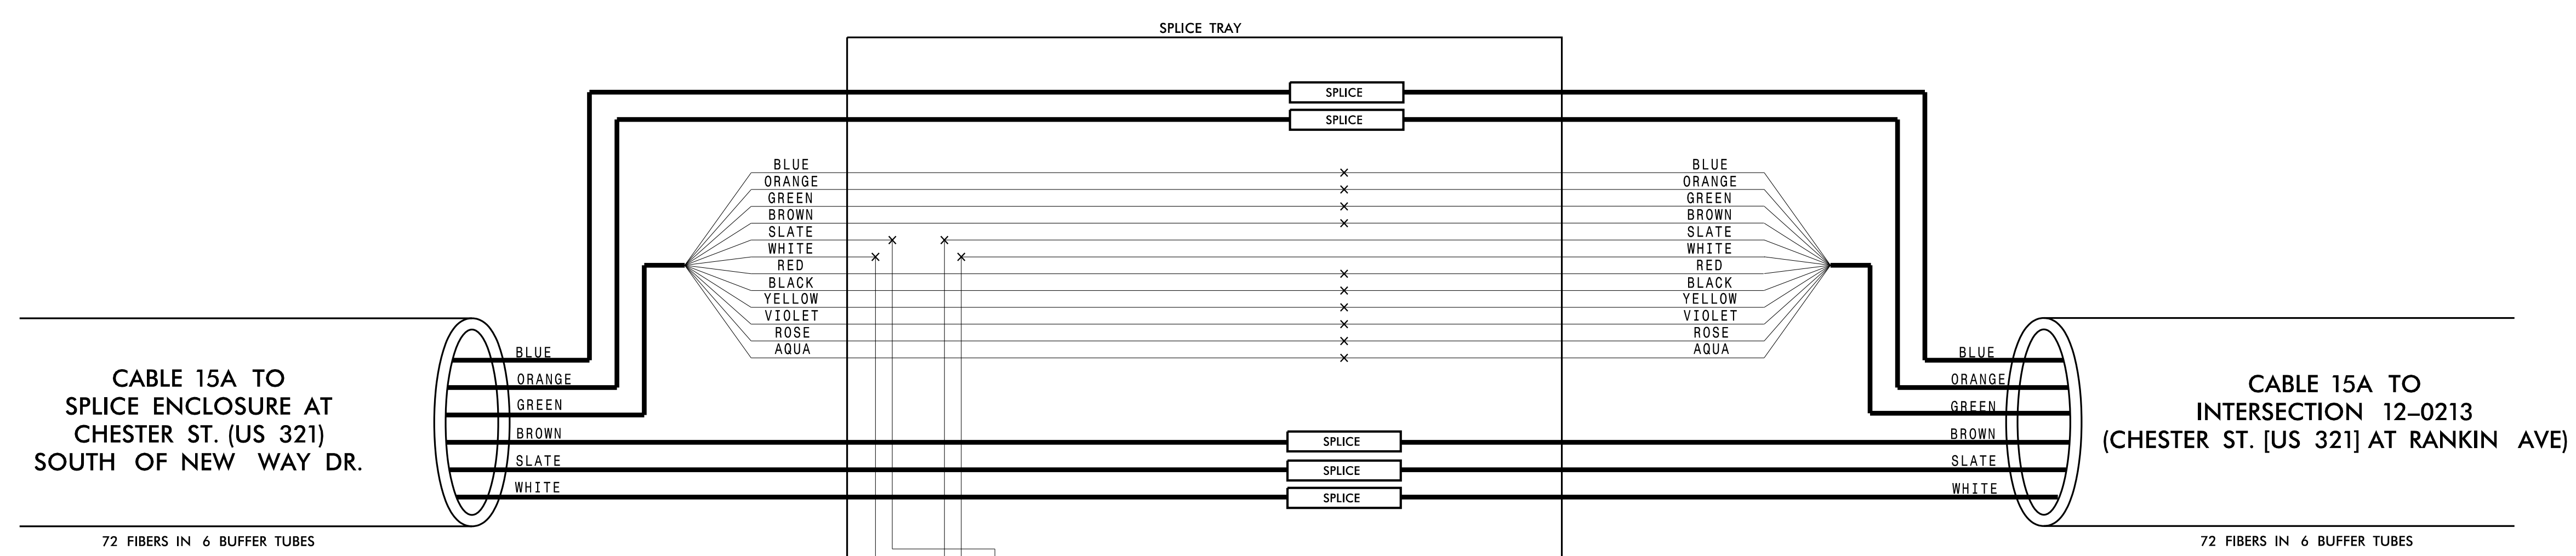 SPLICE TRAY
SPLICE
SPLICE
BLUE BLUE
ORANGE ORANGE
GREEN GREEN
BROWN BROWN
SLATE SLATE
WHITE WHITE
RED RED
BLACK BLACK
YELLOW YELLOW
VIOLET VIOLET
ROSE ROSE
AQUA AQUA
CABLE 15A TO
SPLICE ENCLOSURE AT
CHESTER ST. (US 321)
SOUTH OF NEW WAY DR.
72 FIBERS IN 6 BUFFER TUBES
BLUE
ORANGE
GREEN
BROWN
SLATE
WHITE
SPLICE
SPLICE
SPLICE
BLUE
ORANGE
GREEN
BROWN
SLATE
WHITE
CABLE 15A TO
INTERSECTION 12–0213
(CHESTER ST. [US 321] AT RANKIN AVE)
72 FIBERS IN 6 BUFFER TUBES